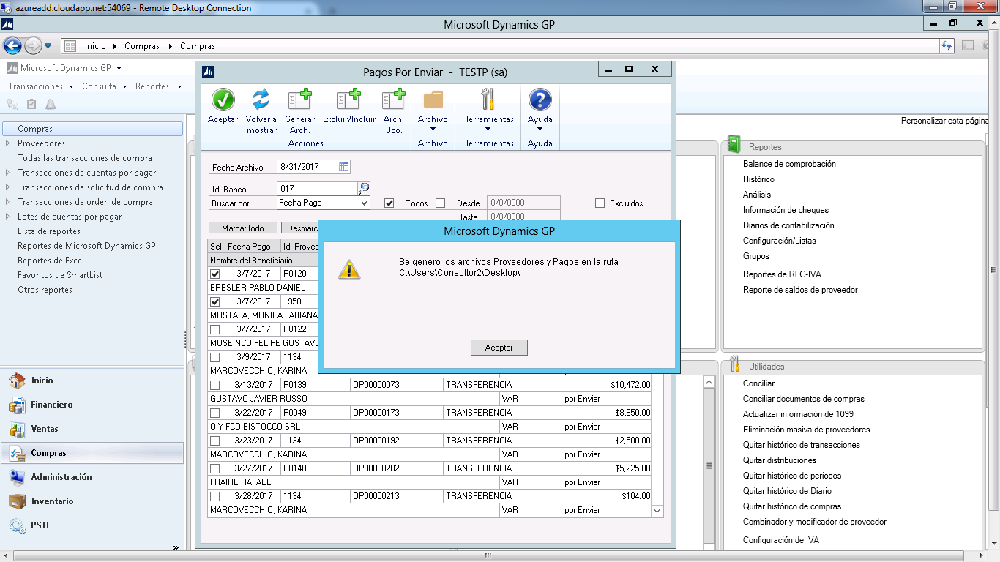 azureadd.cloudapp.net:54069 - Remote Desktop Connection
Microsoft Dynamics GP
Inicio Compras Compras
Microsoft Dynamics GP
Transacciones Consulta Reportes
Compras
Proveedores
Todas las transacciones de compra
Transacciones de cuentas por pagar
Transacciones de solicitud de compra
Transacciones de orden de compra
Lotes de cuentas por pagar
Lista de reportes
Reportes de Microsoft Dynamics GP
Reportes de Excel
Favoritos de SmartList
Otros reportes
Inicio
Financiero
Ventas
Compras
Administración
Inventario
PSTL
»
Pagos Por Enviar - TESTP (sa)
Aceptar
Volver a mostrar
Generar Arch.
Excluir/Incluir
Arch. Bco.
Archivo
Herramientas
Ayuda
Acciones
Archivo
Herramientas
Ayuda
Fecha Archivo 8/31/2017
Id. Banco 017
Buscar por: Fecha Pago Todos Desde 0/0/0000 Excluidos
Hasta 0/0/0000
Marcar todo Desmarc
Sel Fecha Pago Id. Provee
Nombre del Beneficiario
3/7/2017 P0120
BRESLER PABLO DANIEL
3/7/2017 1958
MUSTAFA, MONICA FABIANA
3/7/2017 P0122
MOSEINCO FELIPE GUSTAVO
3/9/2017 1134
MARCOVECCHIO, KARINA
3/13/2017 P0139 OP00000073 TRANSFERENCIA $10,472.00
GUSTAVO JAVIER RUSSO VAR por Enviar
3/22/2017 P0049 OP00000173 TRANSFERENCIA $8,850.00
O Y FCO BISTOCCO SRL VAR por Enviar
3/23/2017 1134 OP00000192 TRANSFERENCIA $2,500.00
MARCOVECCHIO, KARINA VAR por Enviar
3/27/2017 P0148 OP00000202 TRANSFERENCIA $5,225.00
FRAIRE RAFAEL VAR por Enviar
3/28/2017 1134 OP00000213 TRANSFERENCIA $104.00
MARCOVECCHIO, KARINA VAR por Enviar
Microsoft Dynamics GP
Se genero los archivos Proveedores y Pagos en la ruta
C:\Users\Consultor2\Desktop\
Aceptar
Personalizar esta página
Reportes
Balance de comprobación
Histórico
Análisis
Información de cheques
Diarios de contabilización
Configuración/Listas
Grupos
Reportes de RFC-IVA
Reporte de saldos de proveedor
Utilidades
Conciliar
Conciliar documentos de compras
Actualizar información de 1099
Eliminación masiva de proveedores
Quitar histórico de transacciones
Quitar distribuciones
Quitar histórico de períodos
Quitar histórico de Diario
Quitar histórico de compras
Combinador y modificador de proveedor
Configuración de IVA